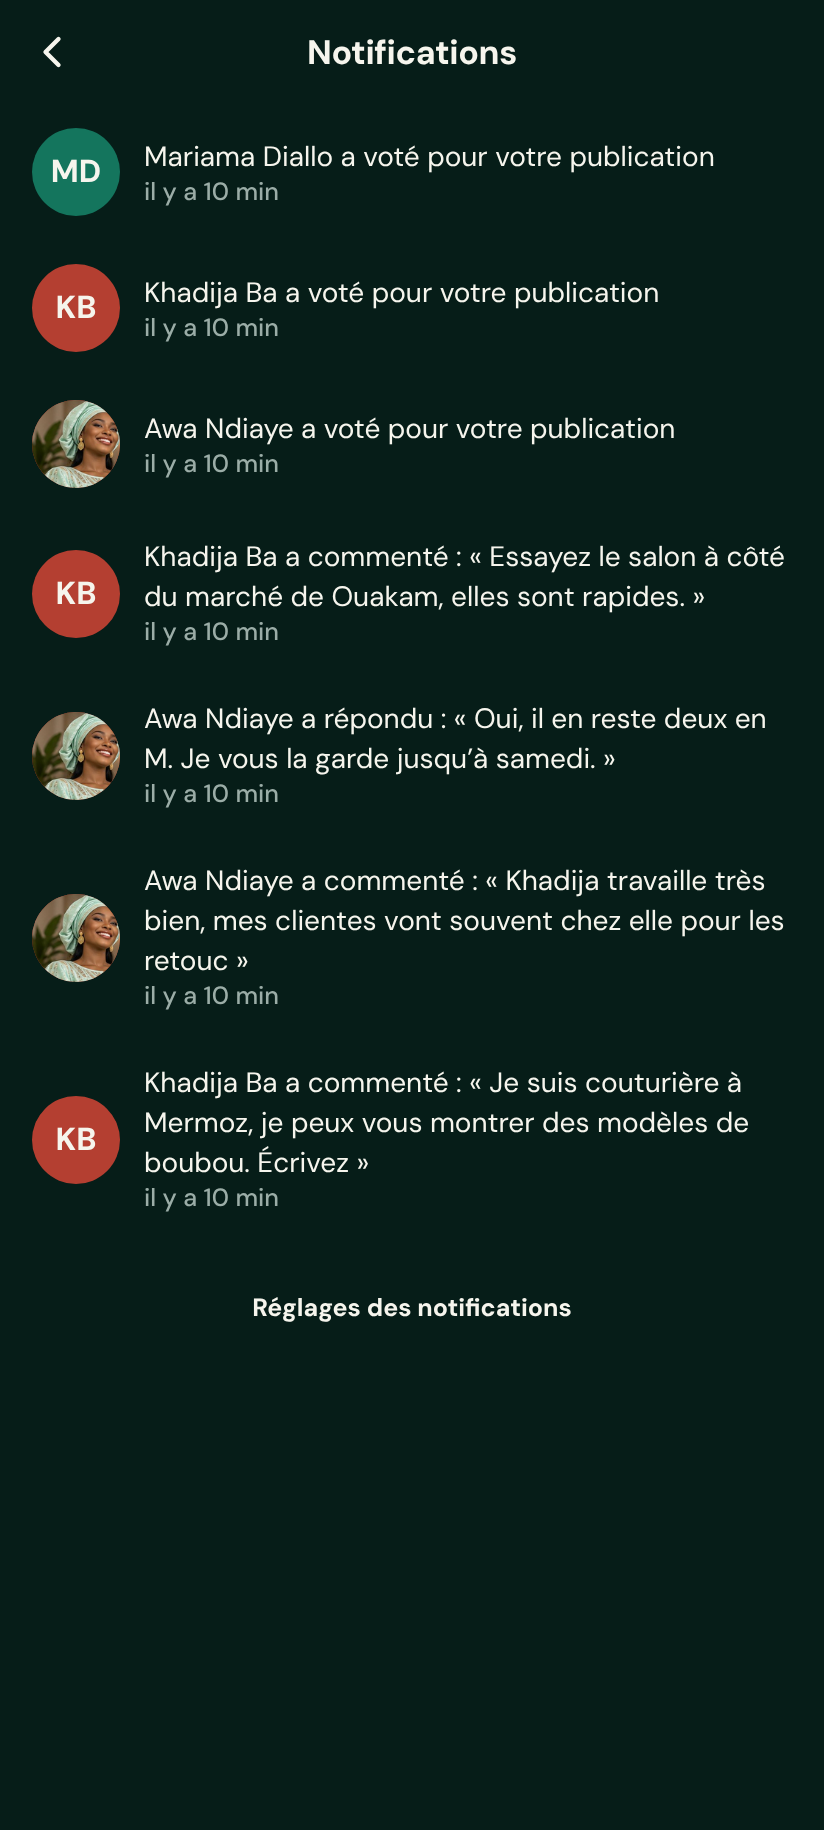 Notifications
MD
Mariama Diallo a voté pour votre publication
il y a 10 min
KB
Khadija Ba a voté pour votre publication
il y a 10 min
Awa Ndiaye a voté pour votre publication
il y a 10 min
KB
Khadija Ba a commenté : « Essayez le salon à côté
du marché de Ouakam, elles sont rapides. »
il y a 10 min
Awa Ndiaye a répondu : « Oui, il en reste deux en
M. Je vous la garde jusqu’à samedi. »
il y a 10 min
Awa Ndiaye a commenté : « Khadija travaille très
bien, mes clientes vont souvent chez elle pour les
retouc »
il y a 10 min
KB
Khadija Ba a commenté : « Je suis couturière à
Mermoz, je peux vous montrer des modèles de
boubou. Écrivez »
il y a 10 min
Réglages des notifications